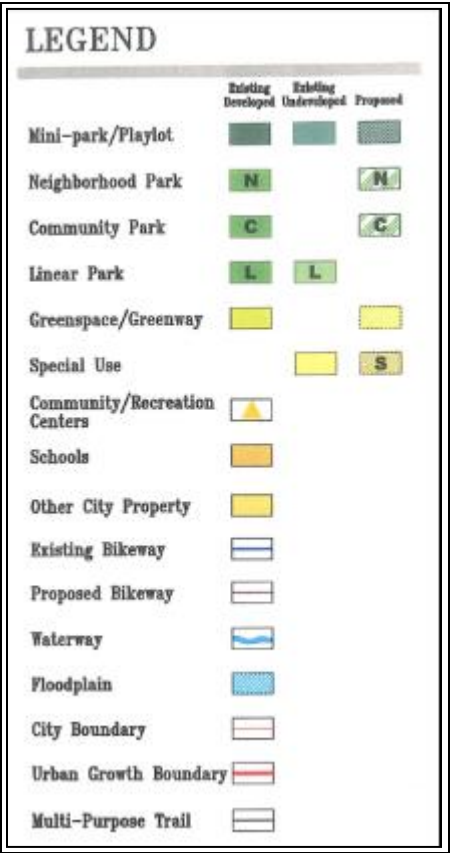 LEGEND
Existing Existing
Developed Undeveloped Proposed
Mini-park/Playlot
Neighborhood Park N N
Community Park C C
Linear Park L L
Greenspace/Greenway
Special Use S
Community/Recreation
Centers
Schools
Other City Property
Existing Bikeway
Proposed Bikeway
Waterway
Floodplain
City Boundary
Urban Growth Boundary
Multi-Purpose Trail